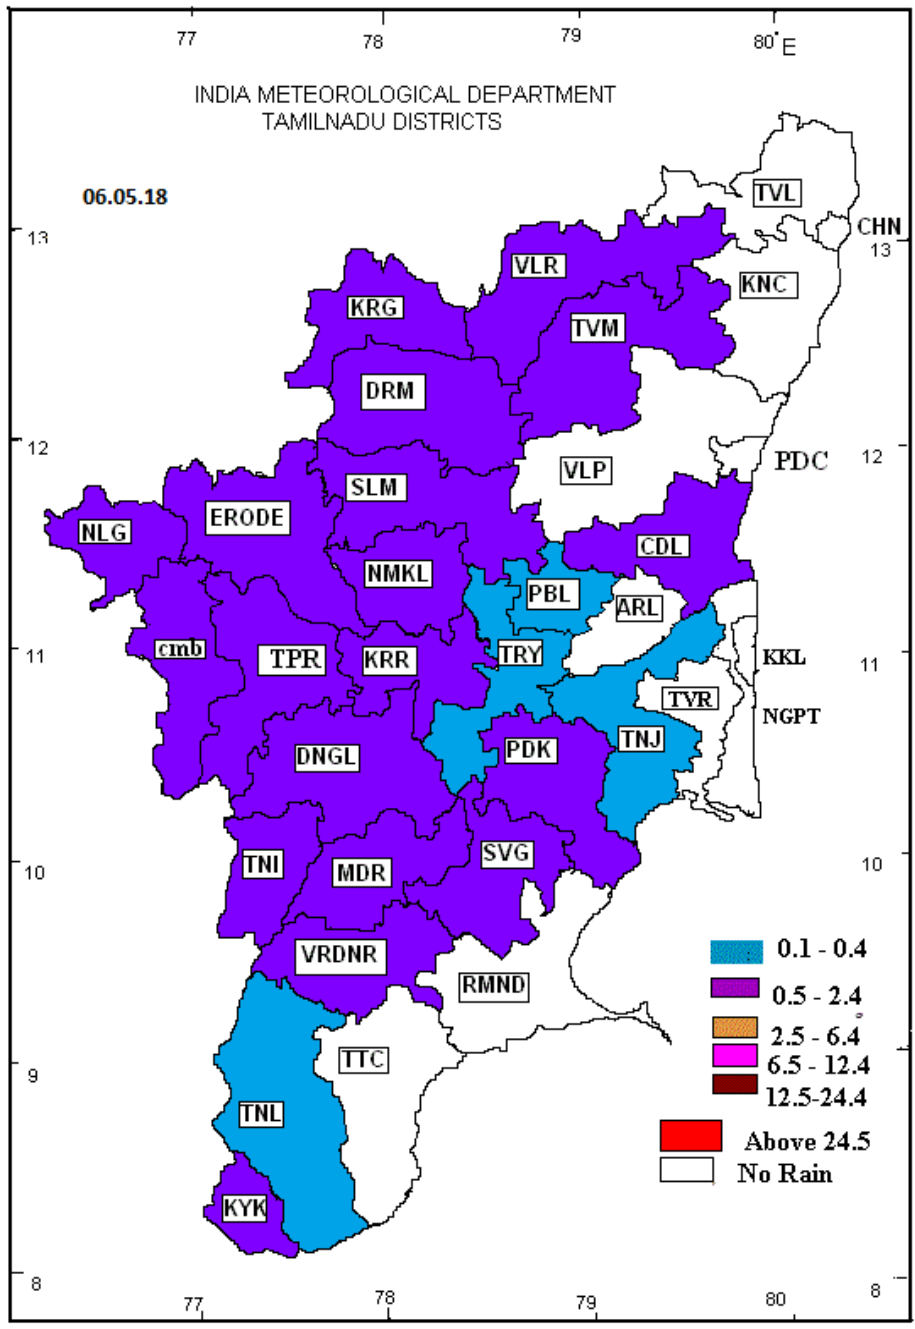 77 78 79 80° E
INDIA METEOROLOGICAL DEPARTMENT
TAMILNADU DISTRICTS
06.05.18
TVL
CHN
13
13
VLR
KNC
KRG
TVM
DRM
12
12
VLP
PDC
SLM
ERODE
NLG
CDL
NMKL
PBL
ARL
11
cmb
TPR
KRR
TRY
KKL
11
TVR
NGPT
DNGL
PDK
TNJ
10
TNI
MDR
SVG
10
VRDNR
RMND
0.1 - 0.4
0.5 - 2.4
2.5 - 6.4
6.5 - 12.4
12.5-24.4
Above 24.5
No Rain
TTC
9
TNL
KYK
8
8
77 78 79 80